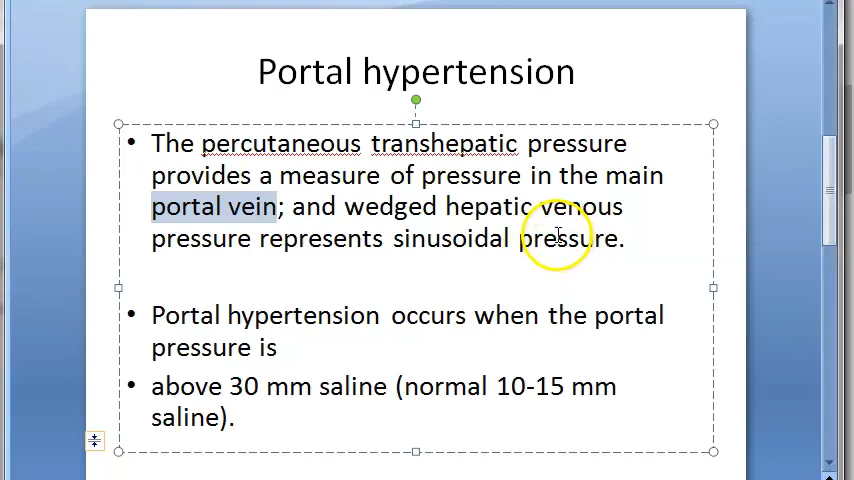 Portal hypertension
• The percutaneous transhepatic pressure
provides a measure of pressure in the main
portal vein; and wedged hepatic venous
pressure represents sinusoidal pressure.
• Portal hypertension occurs when the portal
pressure is
• above 30 mm saline (normal 10-15 mm
saline).